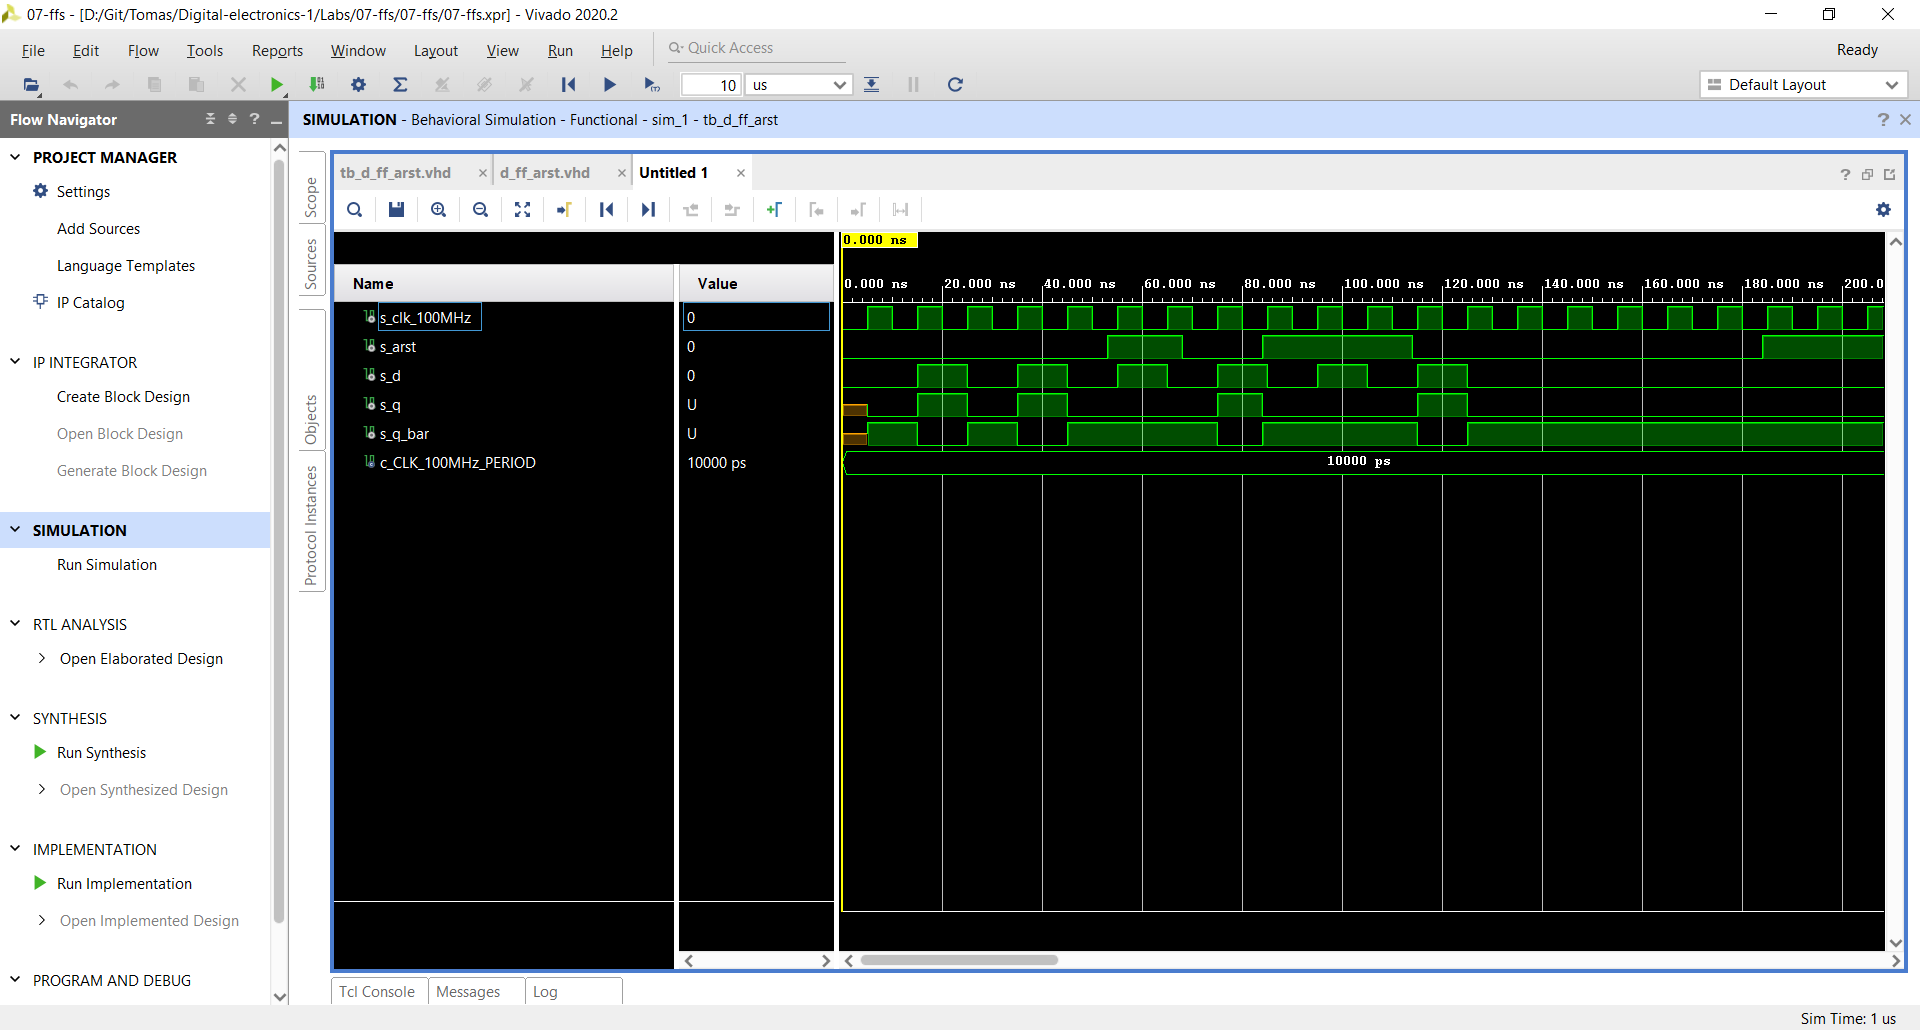 07-ffs - [D:/Git/Tomas/Digital-electronics-1/Labs/07-ffs/07-ffs/07-ffs.xpr] - Vivado 2020.2
File Edit Flow Tools Reports Window Layout View Run Help Quick Access Ready
10 us Default Layout
Flow Navigator
SIMULATION - Behavioral Simulation - Functional - sim_1 - tb_d_ff_arst
PROJECT MANAGER
Settings
Add Sources
Language Templates
IP Catalog
IP INTEGRATOR
Create Block Design
Open Block Design
Generate Block Design
SIMULATION
Run Simulation
RTL ANALYSIS
Open Elaborated Design
SYNTHESIS
Run Synthesis
Open Synthesized Design
IMPLEMENTATION
Run Implementation
Open Implemented Design
PROGRAM AND DEBUG
Scope
Sources
Objects
Protocol Instances
tb_d_ff_arst.vhd d_ff_arst.vhd Untitled 1
0.000 ns
Name Value
0.000 ns 20.000 ns 40.000 ns 60.000 ns 80.000 ns 100.000 ns 120.000 ns 140.000 ns 160.000 ns 180.000 ns 200.0
s_clk_100MHz 0
s_arst 0
s_d 0
s_q U
s_q_bar U
c_CLK_100MHz_PERIOD 10000 ps 10000 ps
Tcl Console Messages Log
Sim Time: 1 us